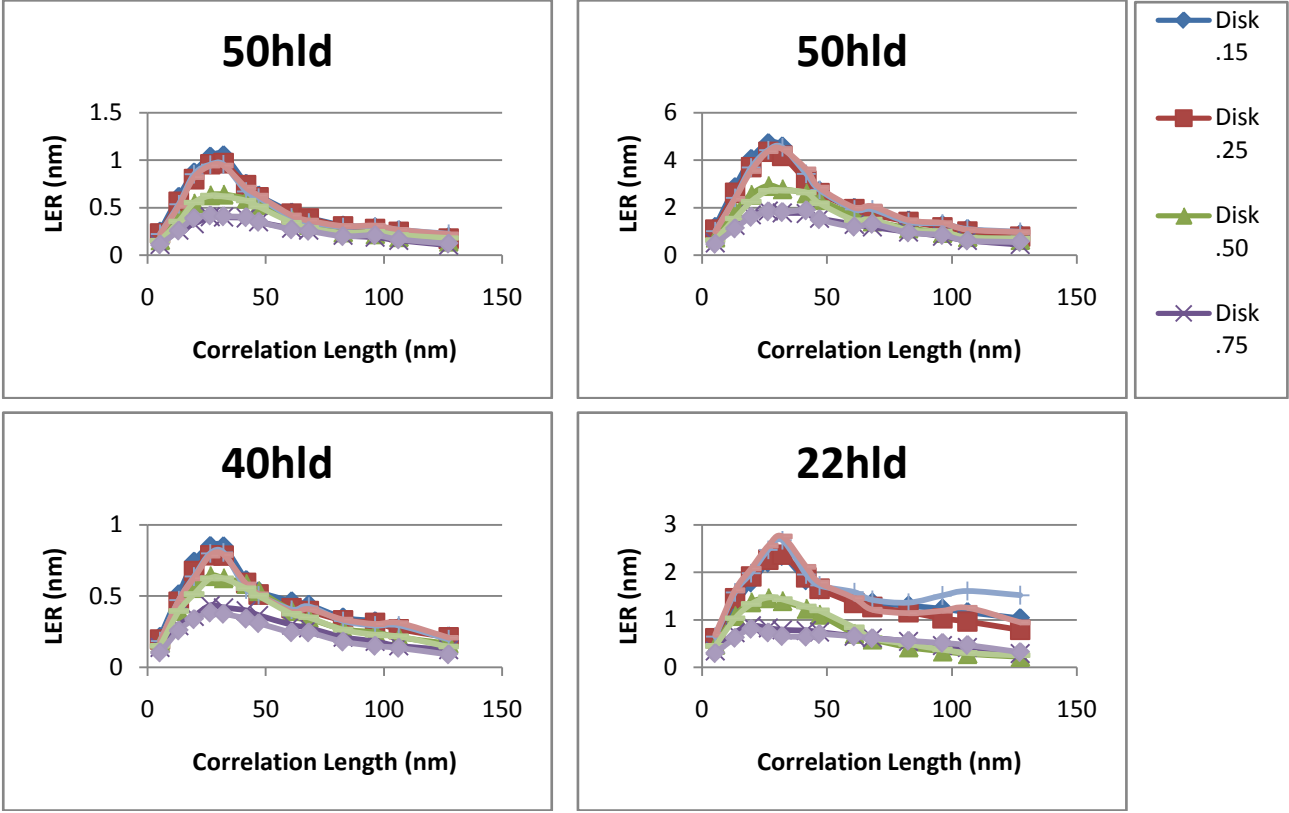 50hld
LER (nm)
1.5
1
0.5
0
0 50 100 150
Correlation Length (nm)
50hld
LER (nm)
6
4
2
0
0 50 100 150
Correlation Length (nm)
Disk
.15
Disk
.25
Disk
.50
Disk
.75
40hld
LER (nm)
1
0.5
0
0 50 100 150
Correlation Length (nm)
22hld
LER (nm)
3
2
1
0
0 50 100 150
Correlation Length (nm)